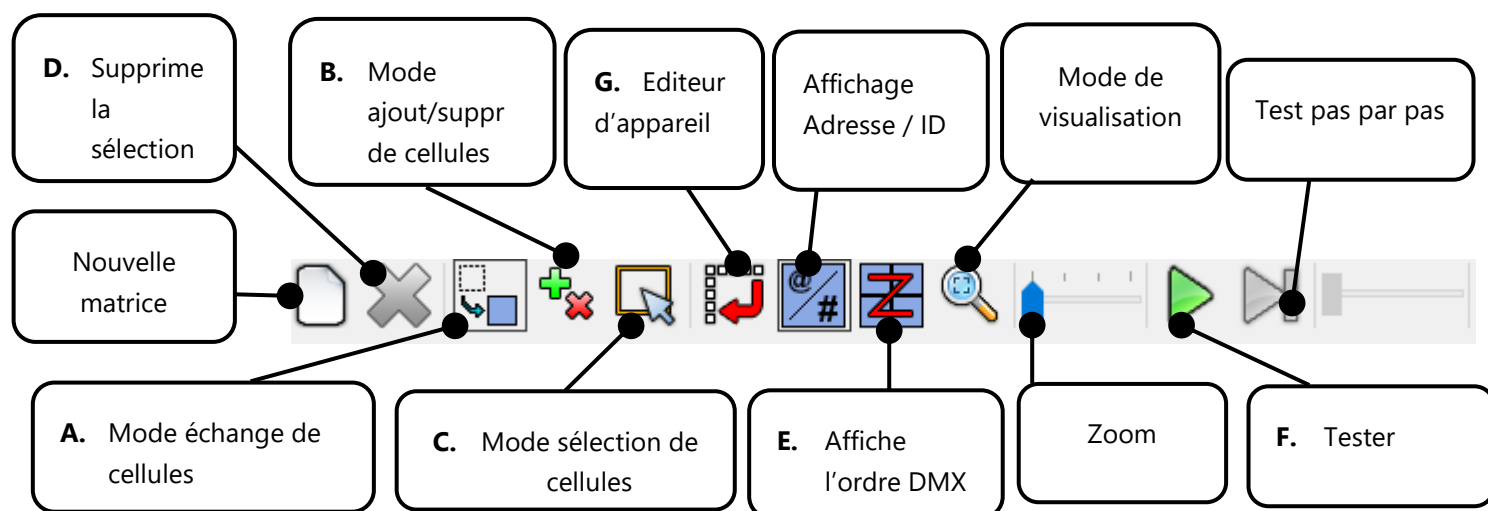 D. Supprime
la
sélection
B. Mode
ajout/suppr
de cellules
G. Editeur
d’appareil
Affichage
Adresse / ID
Mode de
visualisation
Test pas par pas
Nouvelle
matrice
@
#
A. Mode échange de
cellules
C. Mode sélection de
cellules
E. Affiche
l’ordre DMX
Zoom
F. Tester